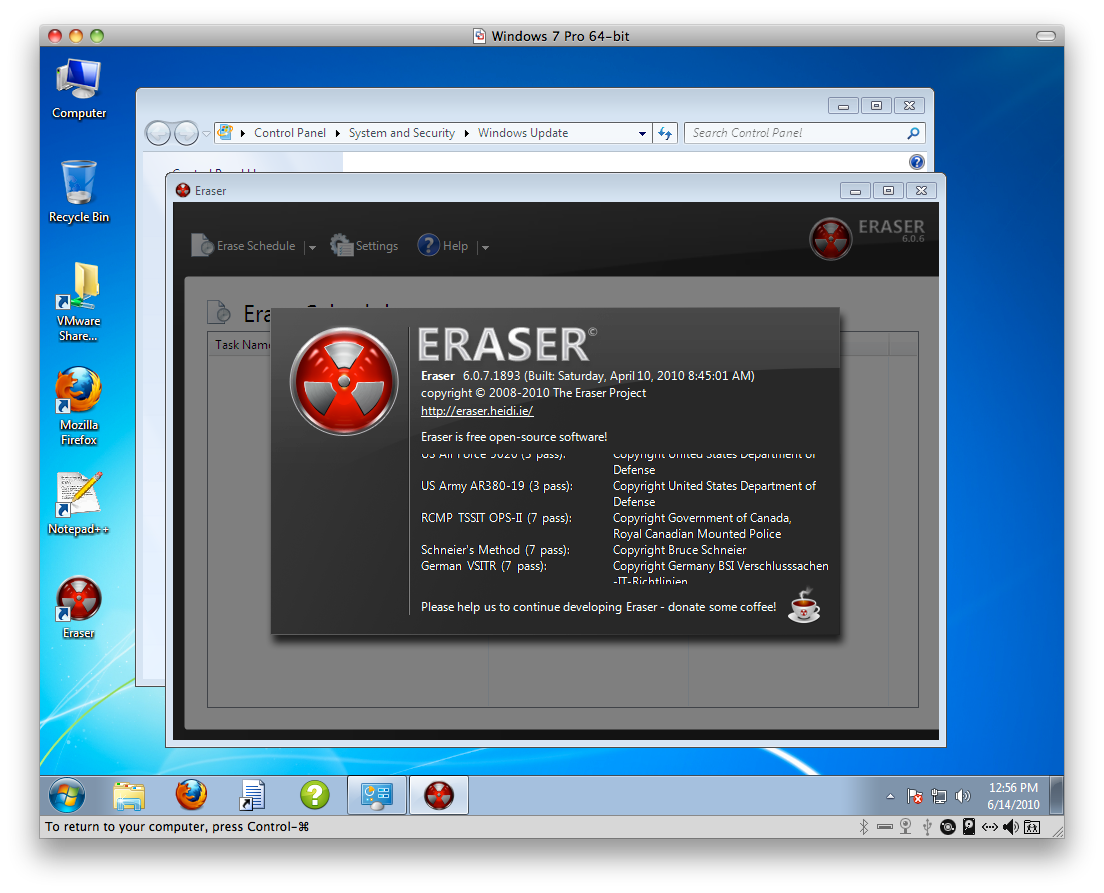 Windows 7 Pro 64-bit
Computer
Recycle Bin
VMware
Share...
Mozilla
Firefox
Notepad++
Eraser
Control Panel
System and Security
Windows Update
Search Control Panel
Eraser
Erase Schedule
Settings
Help
ERASER
6.0.6
Task Name
ERASER©
Eraser 6.0.7.1893 (Built: Saturday, April 10, 2010 8:45:01 AM)
copyright © 2008-2010 The Eraser Project
http://eraser.heidi.ie/
Eraser is free open-source software!
US Air Force 5020 (3 pass): Copyright United States Department of
Defense
US Army AR380-19 (3 pass): Copyright United States Department of
Defense
RCMP TSSIT OPS-II (7 pass): Copyright Government of Canada,
Royal Canadian Mounted Police
Schneier's Method (7 pass): Copyright Bruce Schneier
German VSITR (7 pass): Copyright Germany BSI Verschlusssachen
-IT-Richtlinien
Please help us to continue developing Eraser - donate some coffee!
12:56 PM
6/14/2010
To return to your computer, press Control-⌘